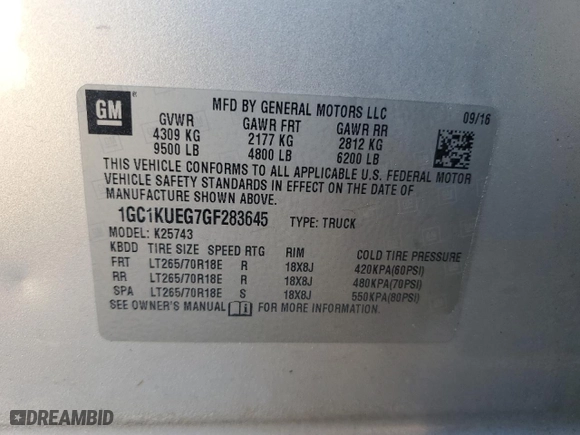 GM
MFD BY GENERAL MOTORS LLC 09/16
GVWR GAWR FRT GAWR RR
4309 KG 2177 KG 2812 KG
9500 LB 4800 LB 6200 LB
THIS VEHICLE CONFORMS TO ALL APPLICABLE U.S. FEDERAL MOTOR
VEHICLE SAFETY STANDARDS IN EFFECT ON THE DATE OF
MANUFACTURE SHOWN ABOVE.
1GC1KUEG7GF283645 TYPE: TRUCK
MODEL: K25743
KBDD TIRE SIZE SPEED RTG RIM COLD TIRE PRESSURE
FRT LT265/70R18E R 18X8J 420KPA(60PSI)
RR LT265/70R18E R 18X8J 480KPA(70PSI)
SPA LT265/70R18E S 18X8J 550KPA(80PSI)
SEE OWNER'S MANUAL i FOR MORE INFORMATION.
DREAMBID